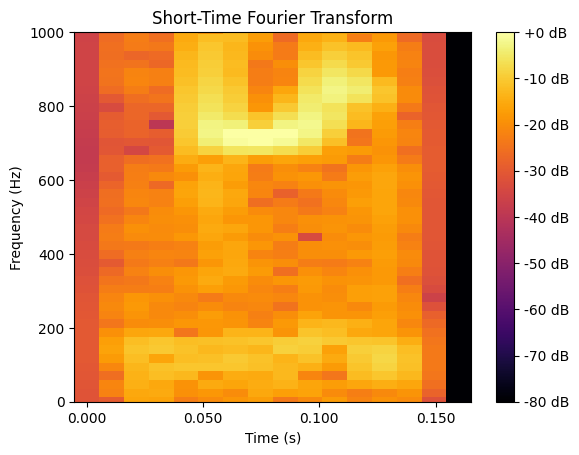 Short-Time Fourier Transform
1000
800
600
400
200
0
Frequency (Hz)
0.000
0.050
0.100
0.150
Time (s)
+0 dB
-10 dB
-20 dB
-30 dB
-40 dB
-50 dB
-60 dB
-70 dB
-80 dB